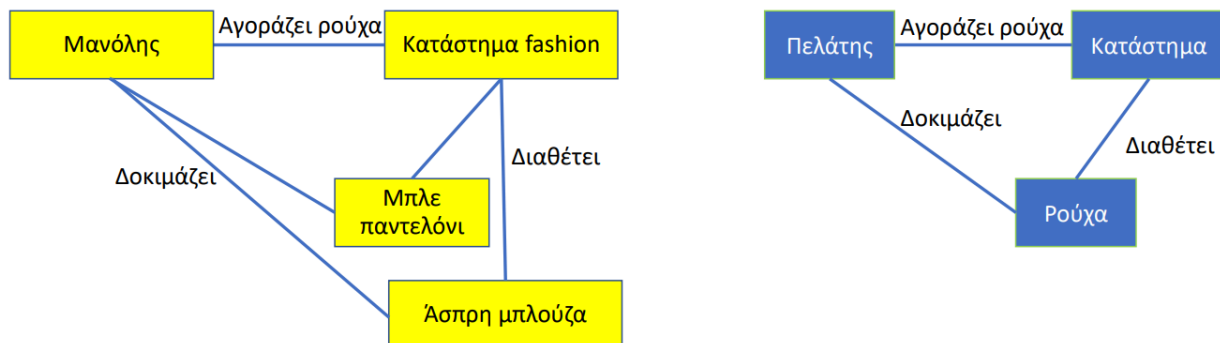 Μανόλης
Αγοράζει ρούχα
Κατάστημα fashion
Δοκιμάζει
Διαθέτει
Μπλε
παντελόνι
Άσπρη μπλούζα
Πελάτης
Αγοράζει ρούχα
Κατάστημα
Δοκιμάζει
Διαθέτει
Ρούχα